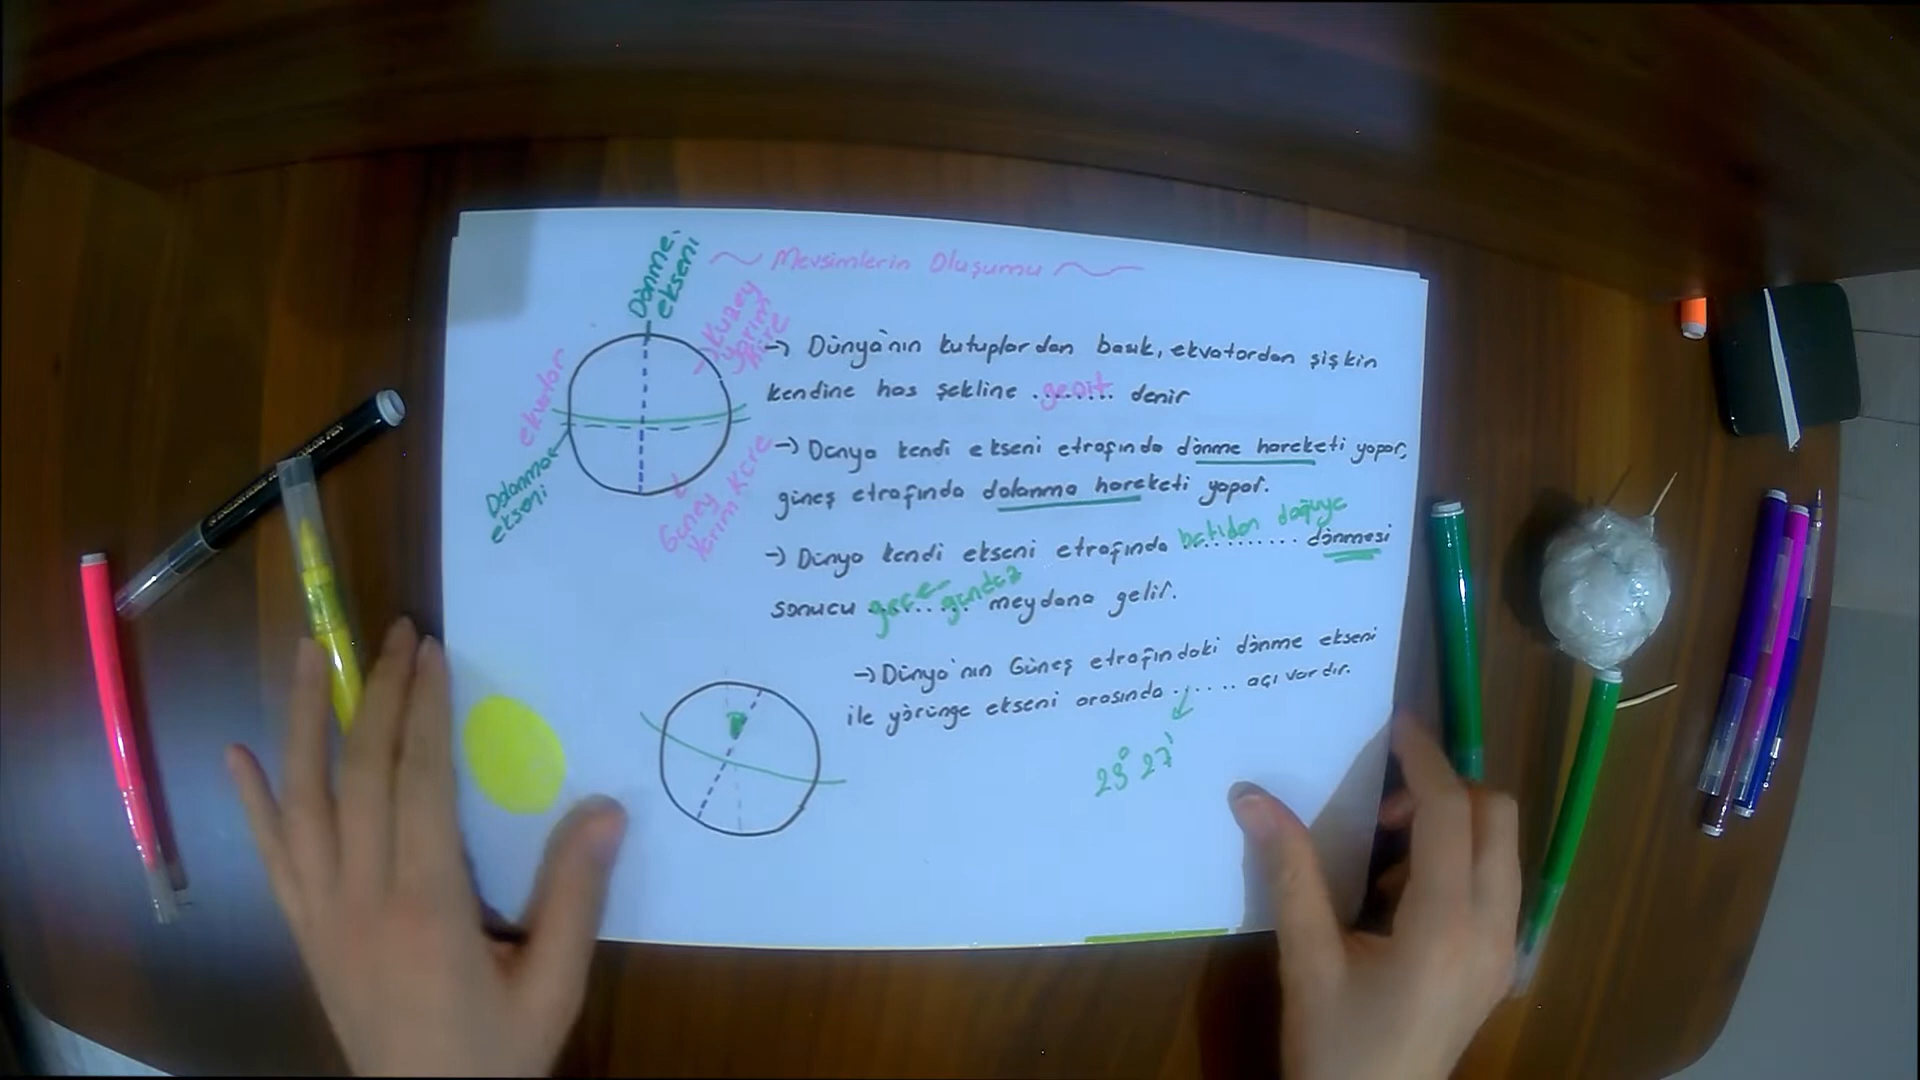 Mevsimlerin Oluşumu
Dönme
ekseni
Kuzey
Yarım
Küre
ekvator
Dolanma
ekseni
Güney
Yarım Küre
→ Dünya'nın kutuplardan basık, ekvatordan şişkin
kendine has şekline .geoit. denir
→ Dünya kendi ekseni etrafında dönme hareketi yapar,
güneş etrafında dolanma hareketi yapar.
→ Dünya kendi ekseni etrafında batıdan doğuya dönmesi
sonucu gece-gündüz meydana gelir.
→ Dünya'nın Güneş etrafındaki dönme ekseni
ile yörünge ekseni arasında ...... açı vardır.
23° 27'